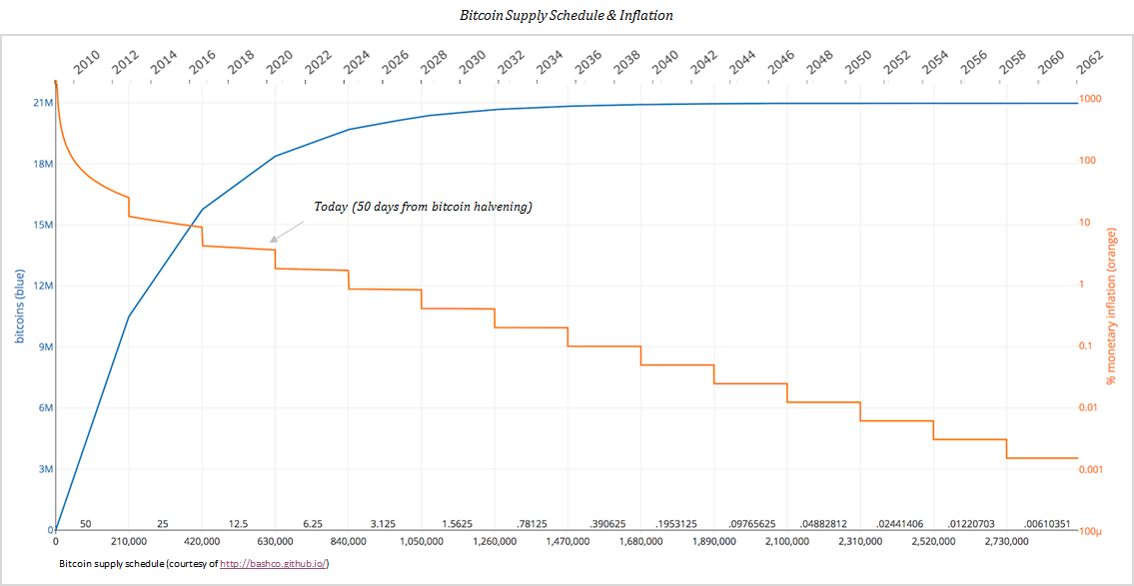 Bitcoin Supply Schedule & Inflation
2010 2012 2014 2016 2018 2020 2022 2024 2026 2028 2030 2032 2034 2036 2038 2040 2042 2044 2046 2048 2050 2052 2054 2056 2058 2060 2062
21M
18M
15M
12M
9M
6M
3M
0
bitcoins (blue)
Today (50 days from bitcoin halvening)
1000
100
10
1
0.1
0.01
0.001
100µ
% monetary inflation (orange)
50 25 12.5 6.25 3.125 1.5625 .78125 .390625 .1953125 .09765625 .04882812 .02441406 .01220703 .00610351
0 210,000 420,000 630,000 840,000 1,050,000 1,260,000 1,470,000 1,680,000 1,890,000 2,100,000 2,310,000 2,520,000 2,730,000
Bitcoin supply schedule (courtesy of http://bashco.github.io/)